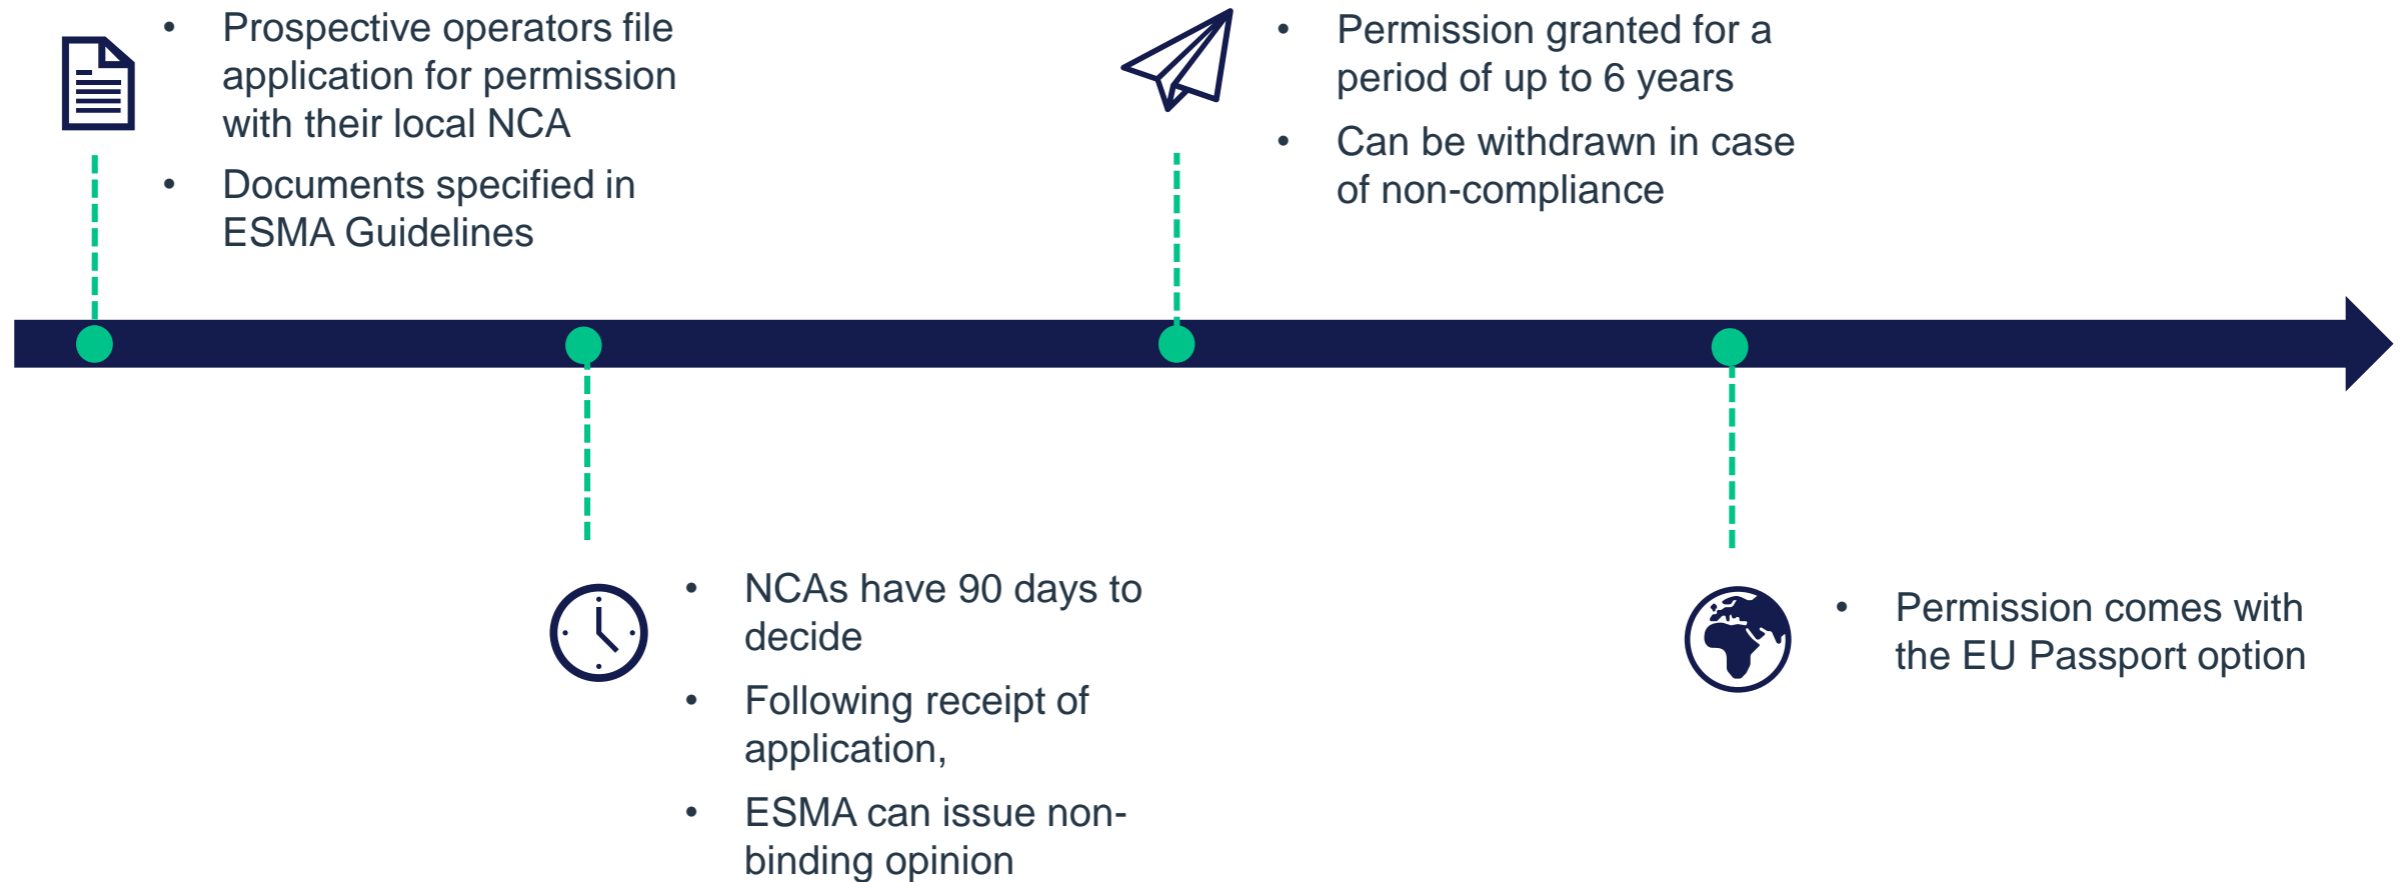 • Prospective operators file
application for permission
with their local NCA
• Documents specified in
ESMA Guidelines
• NCAs have 90 days to
decide
• Following receipt of
application,
• ESMA can issue non-
binding opinion
• Permission granted for a
period of up to 6 years
• Can be withdrawn in case
of non-compliance
• Permission comes with
the EU Passport option